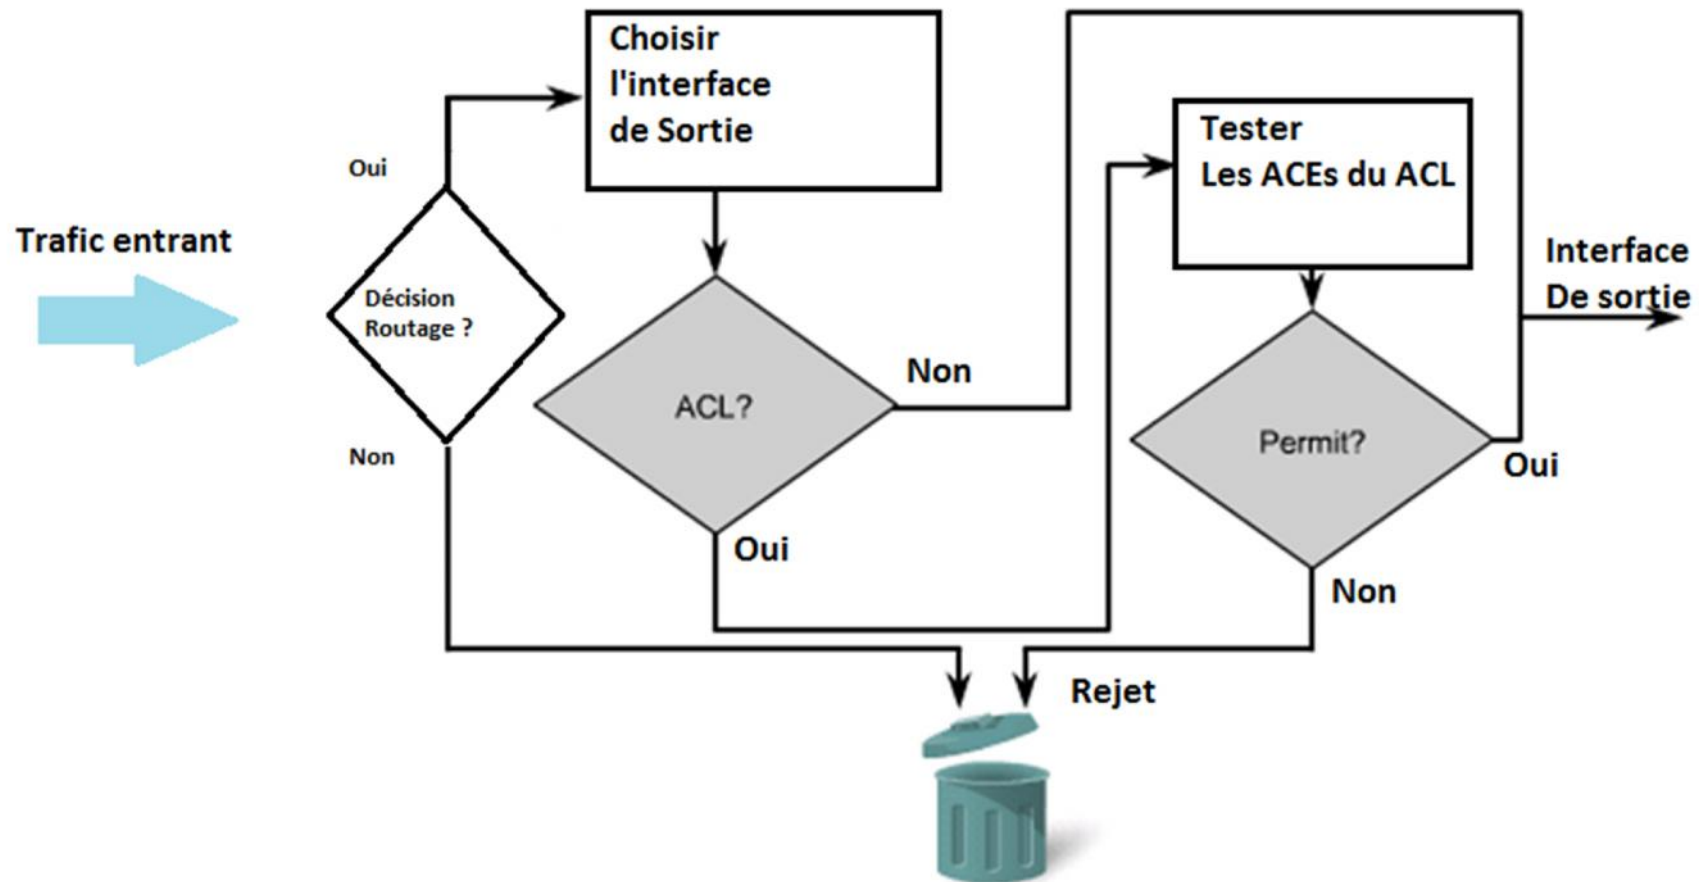 Choisir
l'interface
de Sortie
Tester
Les ACEs du ACL
Oui
Trafic entrant
Interface
De sortie
Décision
Routage ?
Non
ACL?
Permit?
Non
Oui
Oui
Non
Rejet